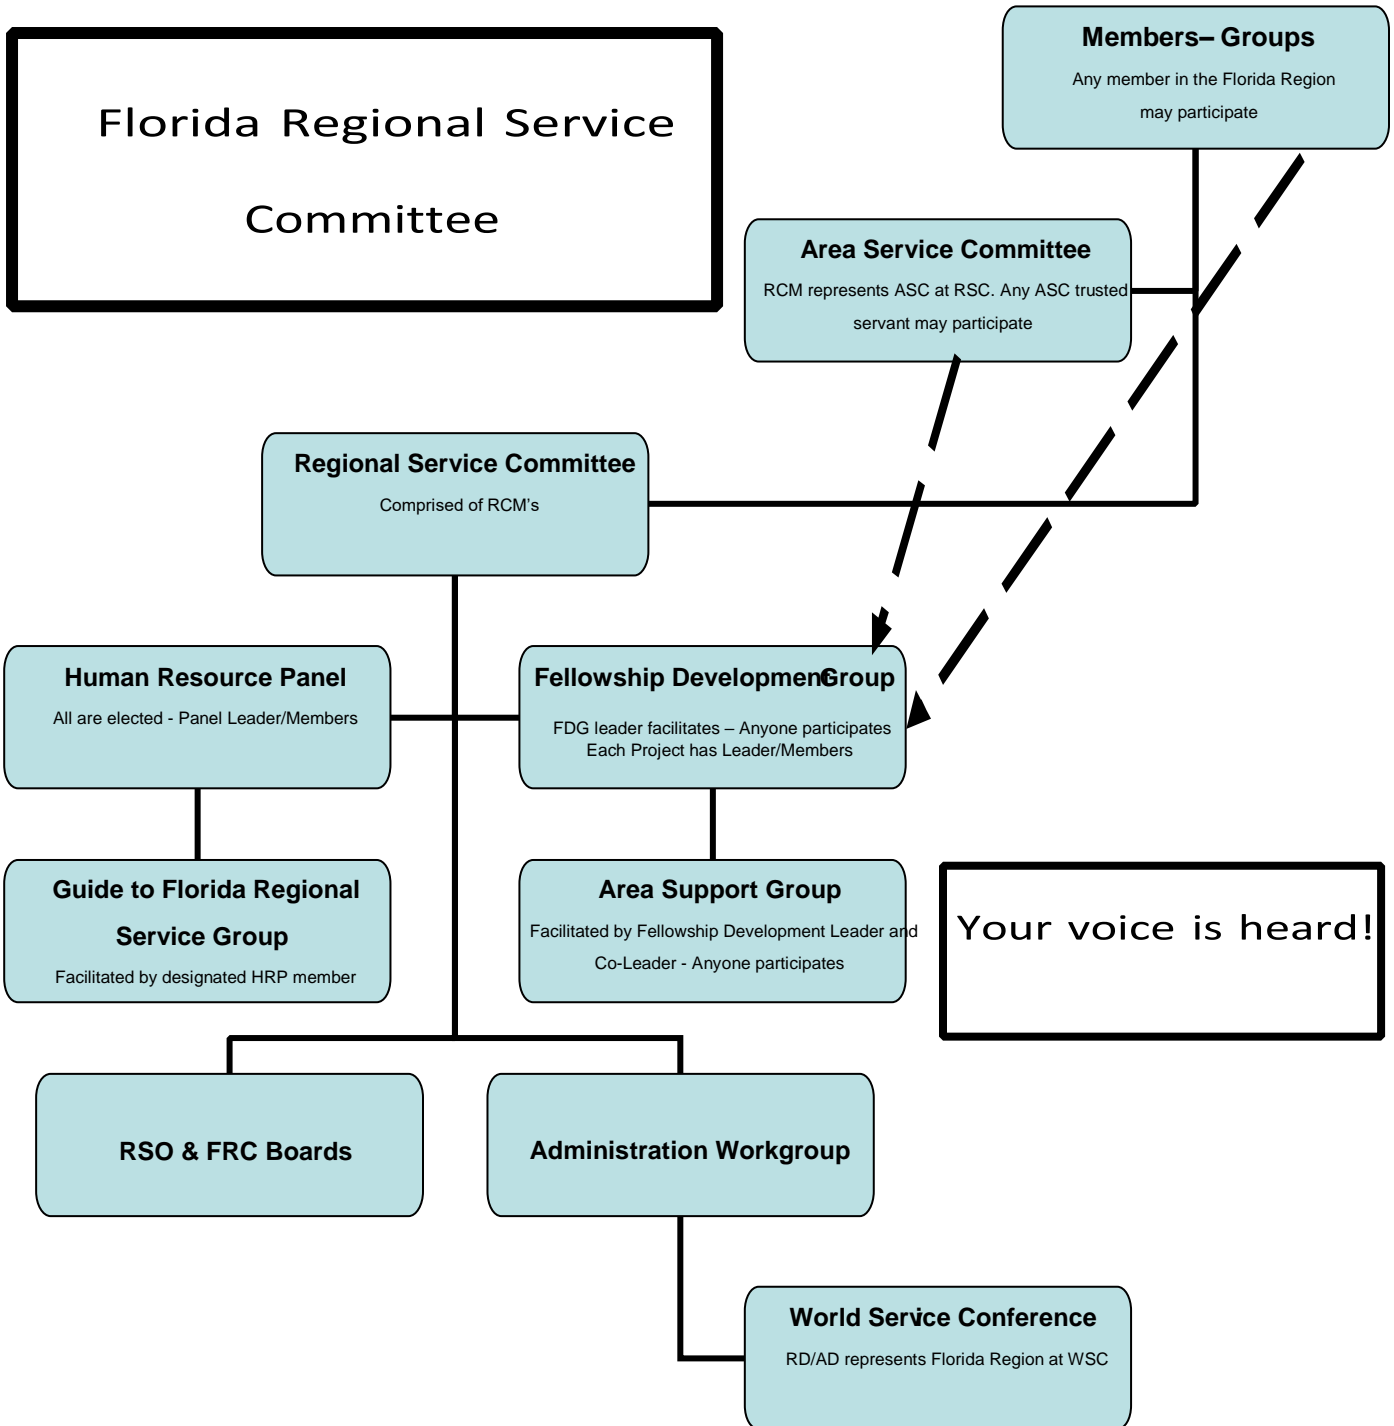 Florida Regional Service
Committee
Members– Groups
Any member in the Florida Region
may participate
Area Service Committee
RCM represents ASC at RSC. Any ASC trusted
servant may participate
Regional Service Committee
Comprised of RCM’s
Human Resource Panel
All are elected - Panel Leader/Members
Fellowship Development Group
FDG leader facilitates – Anyone participates
Each Project has Leader/Members
Guide to Florida Regional
Service Group
Facilitated by designated HRP member
Area Support Group
Facilitated by Fellowship Development Leader and
Co-Leader - Anyone participates
Your voice is heard!
RSO & FRC Boards
Administration Workgroup
World Service Conference
RD/AD represents Florida Region at WSC